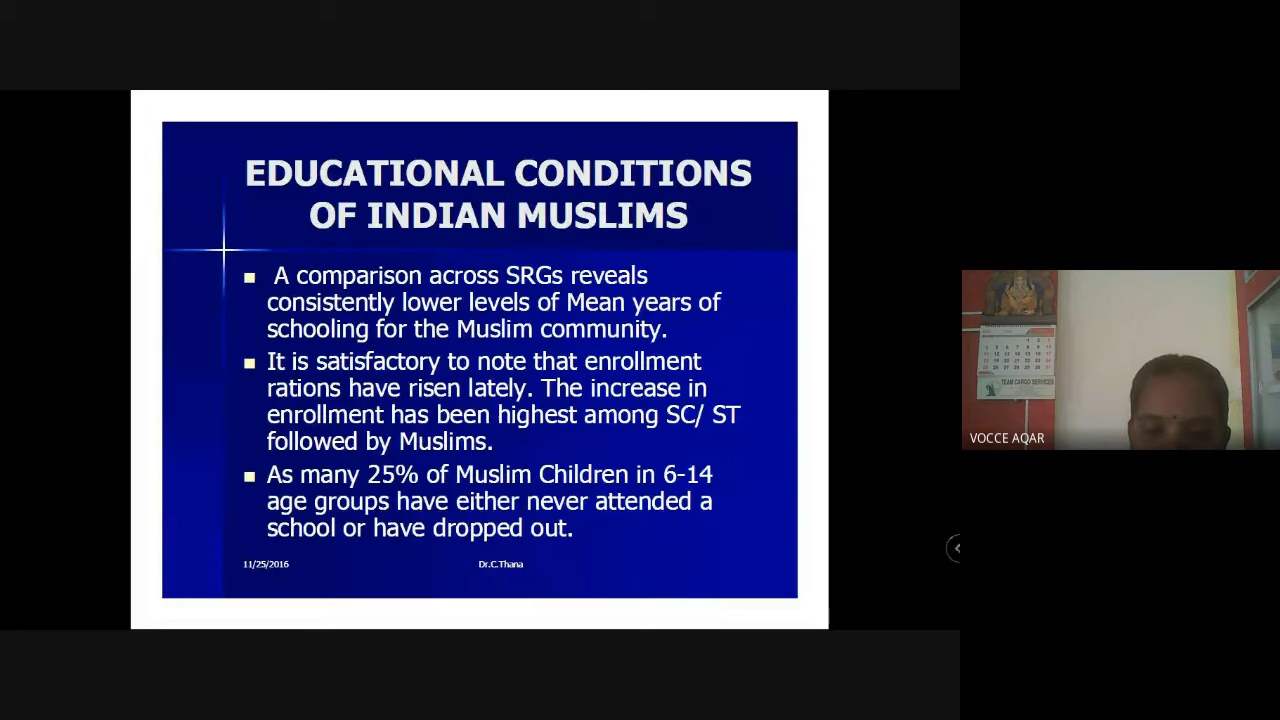 EDUCATIONAL CONDITIONS
OF INDIAN MUSLIMS
A comparison across SRGs reveals
consistently lower levels of Mean years of
schooling for the Muslim community.
It is satisfactory to note that enrollment
rations have risen lately. The increase in
enrollment has been highest among SC/ ST
followed by Muslims.
As many 25% of Muslim Children in 6-14
age groups have either never attended a
school or have dropped out.
11/25/2016
Dr.C.Thana
TEAM CARGO SERVICES
VOCCE AQAR